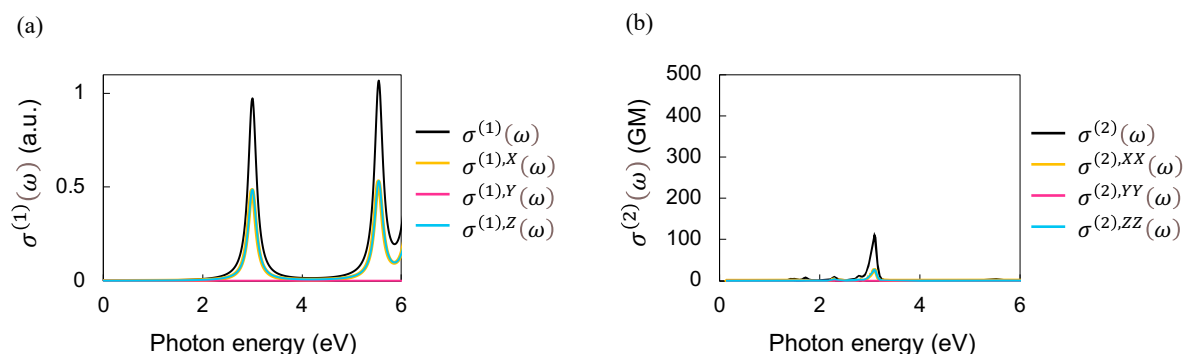 (a)
σ⁽¹⁾(ω) (a.u.)
1
0.5
0
0 2 4 6
Photon energy (eV)
σ⁽¹⁾(ω)
σ⁽¹⁾,X(ω)
σ⁽¹⁾,Y(ω)
σ⁽¹⁾,Z(ω)
(b)
σ⁽²⁾(ω) (GM)
500
400
300
200
100
0
0 2 4 6
Photon energy (eV)
σ⁽²⁾(ω)
σ⁽²⁾,XX(ω)
σ⁽²⁾,YY(ω)
σ⁽²⁾,ZZ(ω)